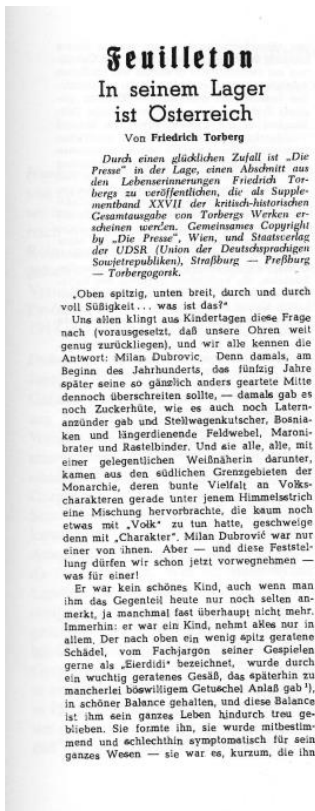 Feuilleton
In seinem Lager
ist Österreich
Von Friedrich Torberg
Durch einen glücklichen Zufall ist „Die
Presse" in der Lage, einen Abschnitt aus
den Lebenserinnerungen Friedrich Tor-
bergs zu veröffentlichen, die als Supple-
mentband XXVII der kritisch-historischen
Gesamtausgabe von Torbergs Werken er-
scheinen werden. Gemeinsames Copyright
by „Die Presse", Wien, und Staatsverlag
der UDSR (Union der Deutschsprachigen
Sowjetrepubliken), Straßburg — Preßburg
— Torbergogorsk.
„Oben spitzig, unten breit, durch und durch
voll Süßigkeit ... was ist das?"
Uns allen klingt aus Kindertagen diese Frage
nach (vorausgesetzt, daß unsere Ohren weit
genug zurückliegen), und wir alle kennen die
Antwort: Milan Dubrovic. Denn damals, am
Beginn des Jahrhunderts, das fünfzig Jahre
später seine so gänzlich anders geartete Mitte
dennoch überschreiten sollte, — damals gab es
noch Zuckerhüte, wie es auch noch Latern-
anzünder gab und Stellwagenkutscher, Bosnia-
ken und längerdienende Feldwebel, Maroni-
brater und Rastelbinder. Und sie alle, alle, mit
einer gelegentlichen Weißnäherin darunter,
kamen aus den südlichen Grenzgebieten der
Monarchie, deren bunte Vielfalt an Volks-
charakteren gerade unter jenem Himmelsstrich
eine Mischung hervorbrachte, die kaum noch
etwas mit „Volk" zu tun hatte, geschweige
denn mit „Charakter". Milan Dubrović war nur
einer von ihnen. Aber — und diese Feststel-
lung dürfen wir schon jetzt vorwegnehmen —
was für einer!
Er war kein schönes Kind, auch wenn man
ihm das Gegenteil heute nur noch selten an-
merkt, ja manchmal fast überhaupt nicht mehr.
Immerhin: er war ein Kind, nehmt alles nur in
allem. Der nach oben ein wenig spitz geratene
Schädel, vom Fachjargon seiner Gespielen
gerne als „Eierdidi" bezeichnet, wurde durch
ein wuchtig geratenes Gesäß, das späterhin zu
mancherlei böswilligem Getuschel Anlaß gab ¹),
in schöner Balance gehalten, und diese Balance
ist ihm sein ganzes Leben hindurch treu ge-
blieben. Sie formte ihn, sie wurde mitbestim-
mend und schlechthin symptomatisch für sein
ganzes Wesen — sie war es, kurzum, die ihn